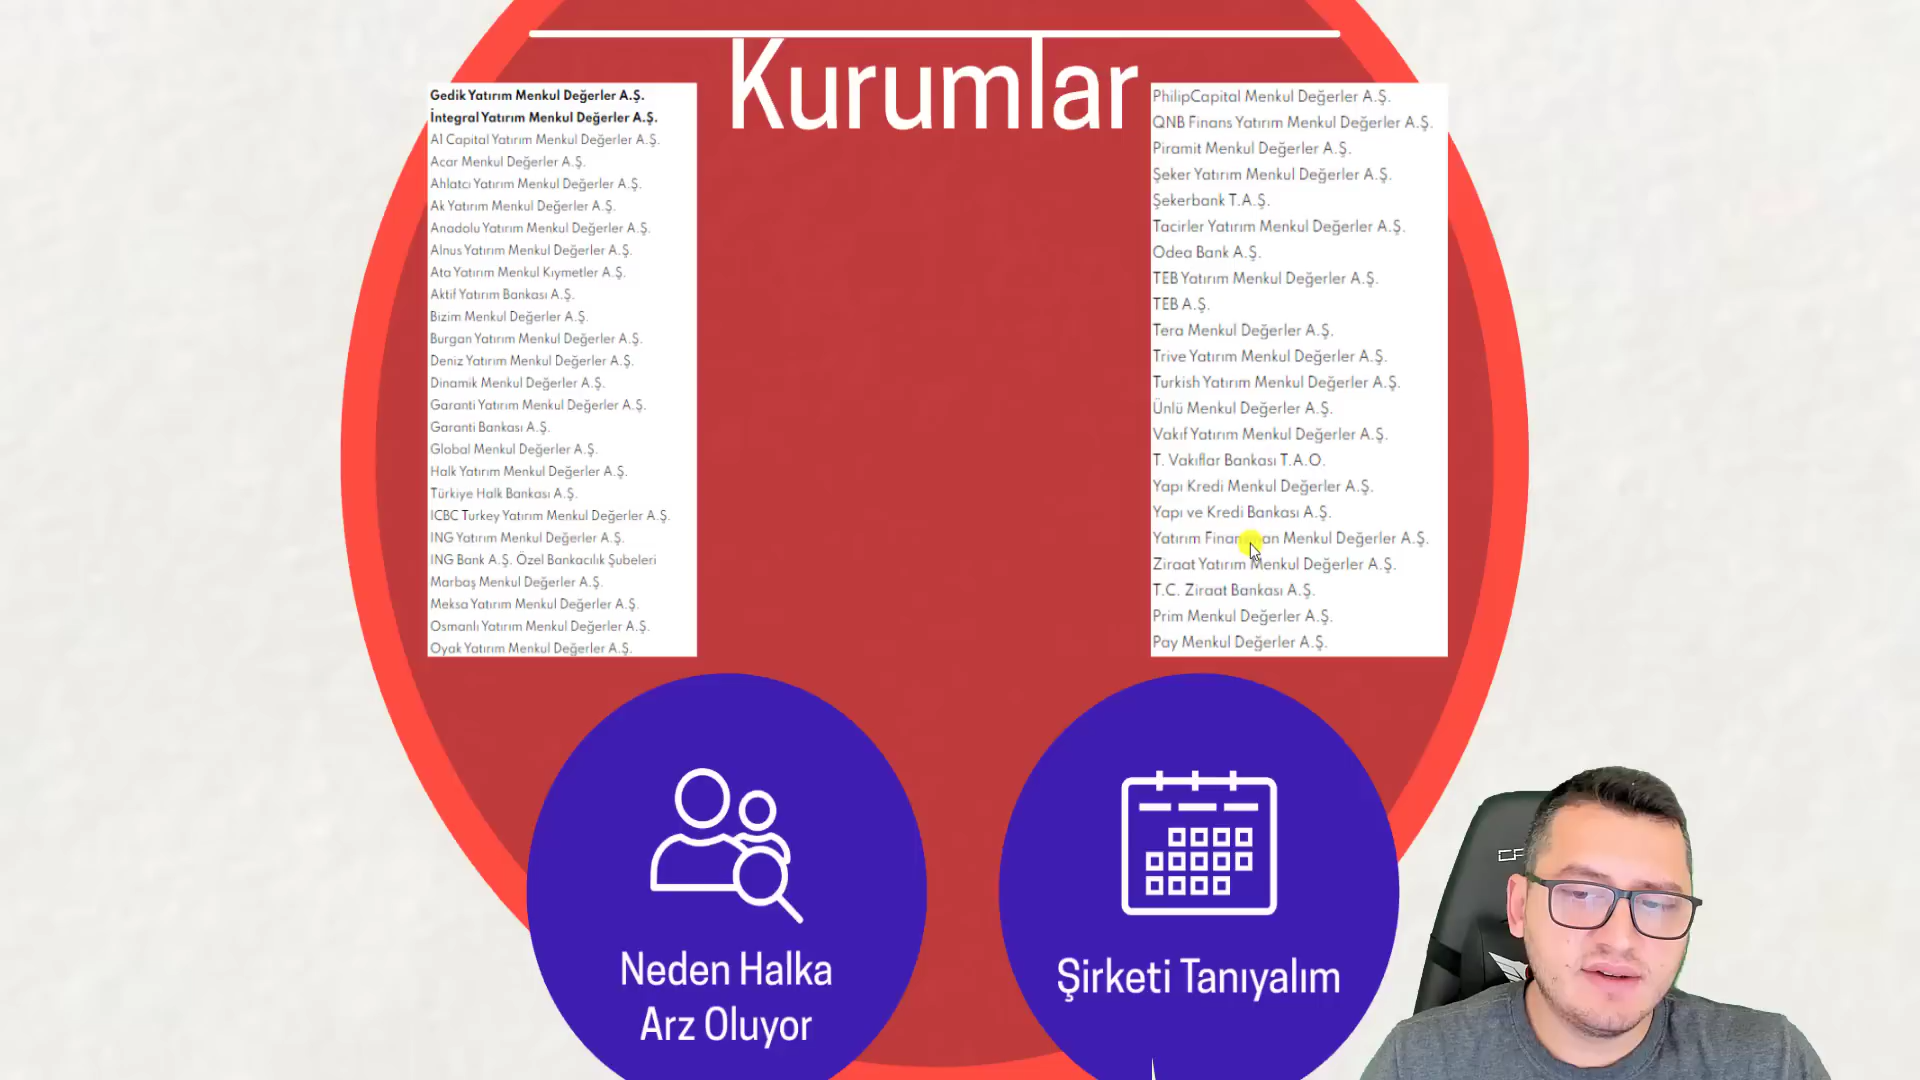 Kurumlar
Gedik Yatırım Menkul Değerler A.Ş.
İntegral Yatırım Menkul Değerler A.Ş.
A1 Capital Yatırım Menkul Değerler A.Ş.
Acar Menkul Değerler A.Ş.
Ahlatcı Yatırım Menkul Değerler A.Ş.
Ak Yatırım Menkul Değerler A.Ş.
Anadolu Yatırım Menkul Değerler A.Ş.
Alnus Yatırım Menkul Değerler A.Ş.
Ata Yatırım Menkul Kıymetler A.Ş.
Aktif Yatırım Bankası A.Ş.
Bizim Menkul Değerler A.Ş.
Burgan Yatırım Menkul Değerler A.Ş.
Deniz Yatırım Menkul Değerler A.Ş.
Dinamik Menkul Değerler A.Ş.
Garanti Yatırım Menkul Değerler A.Ş.
Garanti Bankası A.Ş.
Global Menkul Değerler A.Ş.
Halk Yatırım Menkul Değerler A.Ş.
Türkiye Halk Bankası A.Ş.
ICBC Turkey Yatırım Menkul Değerler A.Ş.
ING Yatırım Menkul Değerler A.Ş.
ING Bank A.Ş. Özel Bankacılık Şubeleri
Marbaş Menkul Değerler A.Ş.
Meksa Yatırım Menkul Değerler A.Ş.
Osmanlı Yatırım Menkul Değerler A.Ş.
Oyak Yatırım Menkul Değerler A.Ş.
PhilipCapital Menkul Değerler A.Ş.
QNB Finans Yatırım Menkul Değerler A.Ş.
Piramit Menkul Değerler A.Ş.
Şeker Yatırım Menkul Değerler A.Ş.
Şekerbank T.A.Ş.
Tacirler Yatırım Menkul Değerler A.Ş.
Odea Bank A.Ş.
TEB Yatırım Menkul Değerler A.Ş.
TEB A.Ş.
Tera Menkul Değerler A.Ş.
Trive Yatırım Menkul Değerler A.Ş.
Turkish Yatırım Menkul Değerler A.Ş.
Ünlü Menkul Değerler A.Ş.
Vakıf Yatırım Menkul Değerler A.Ş.
T. Vakıflar Bankası T.A.O.
Yapı Kredi Menkul Değerler A.Ş.
Yapı ve Kredi Bankası A.Ş.
Yatırım Menkul Değerler A.Ş.
Ziraat Yatırım Menkul Değerler A.Ş.
T.C. Ziraat Bankası A.Ş.
Prim Menkul Değerler A.Ş.
Pay Menkul Değerler A.Ş.
Neden Halka
Arz Oluyor
Şirketi Tanıyalım